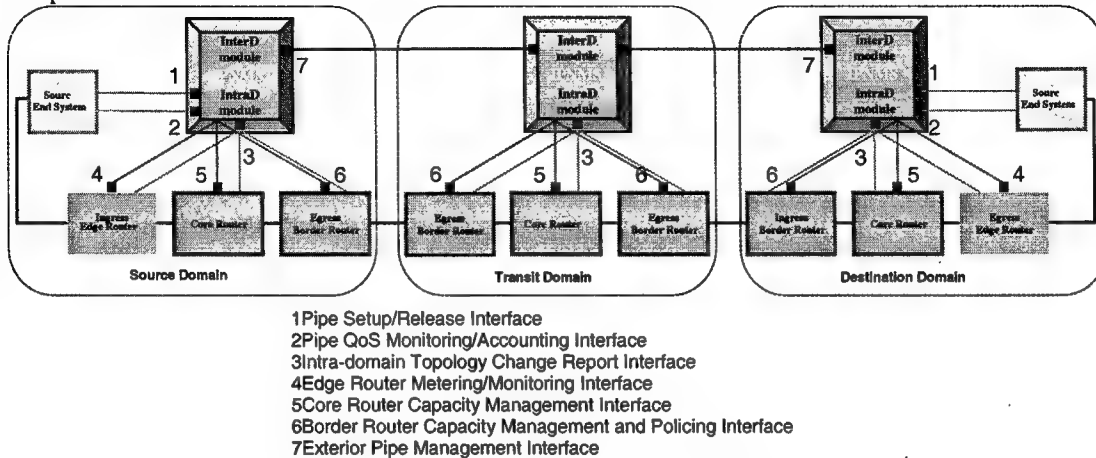 InterD
module
IntraD
module
InterD
module
IntraD
module
InterD
module
IntraD
module
1
7
7
1
Sourc
End System
Sourc
End System
2
2
4
5
3
6
6
5
3
6
6
3
5
4
Ingress
Edge Router
Core Router
Egress
Border Router
Egress
Border Router
Core Router
Egress
Border Router
Ingress
Border Router
Core Router
Egress
Edge Router
Source Domain
Transit Domain
Destination Domain
1Pipe Setup/Release Interface
2Pipe QoS Monitoring/Accounting Interface
3Intra-domain Topology Change Report Interface
4Edge Router Metering/Monitoring Interface
5Core Router Capacity Management Interface
6Border Router Capacity Management and Policing Interface
7Exterior Pipe Management Interface